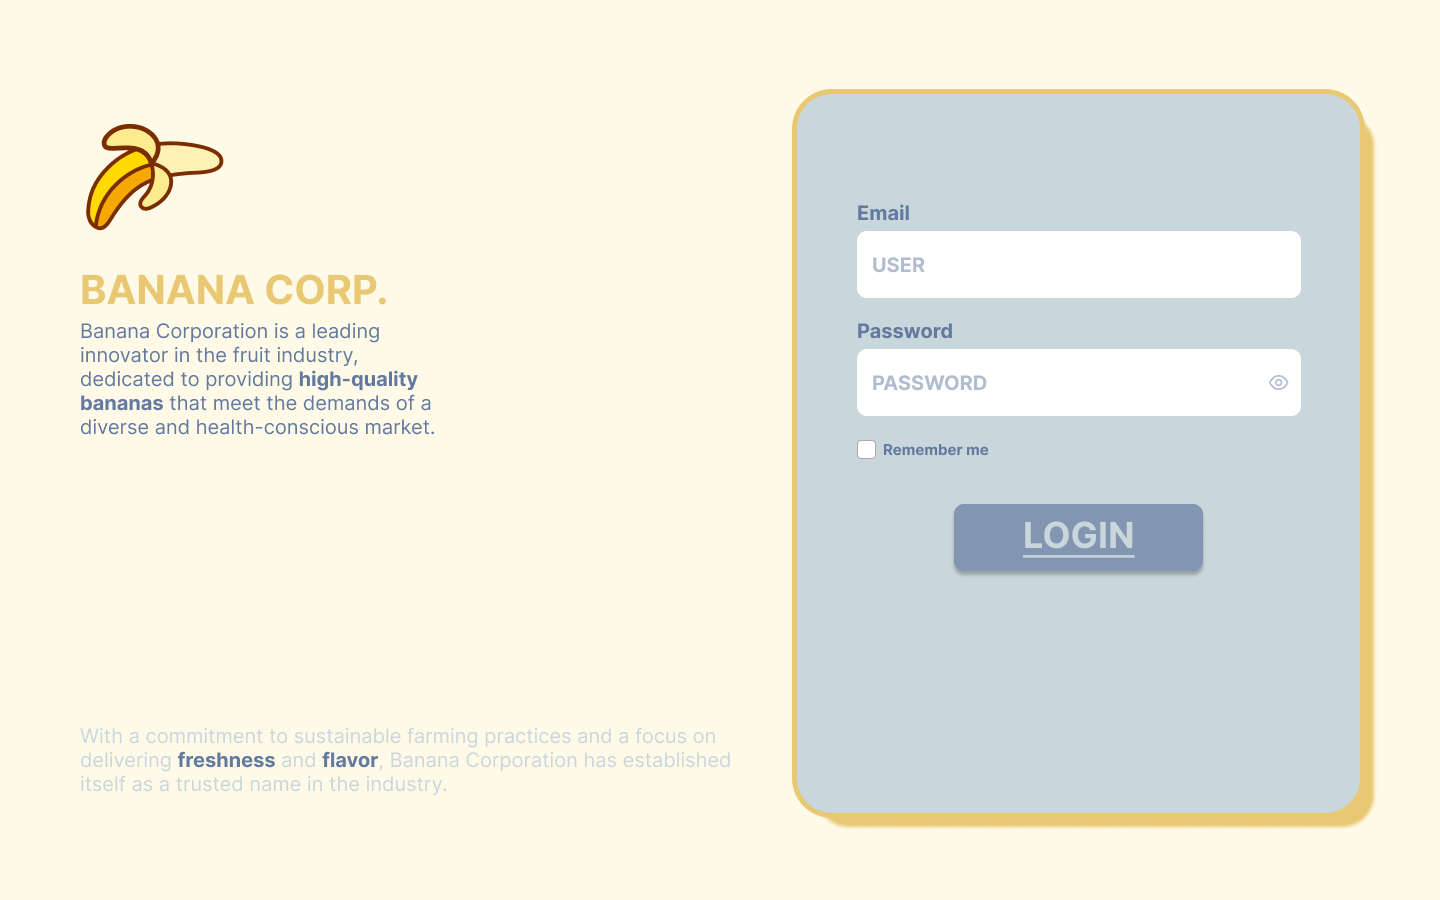 BANANA CORP.
Banana Corporation is a leading
innovator in the fruit industry,
dedicated to providing high-quality
bananas that meet the demands of a
diverse and health-conscious market.
With a commitment to sustainable farming practices and a focus on
delivering freshness and flavor, Banana Corporation has established
itself as a trusted name in the industry.
Email
USER
Password
PASSWORD
Remember me
LOGIN